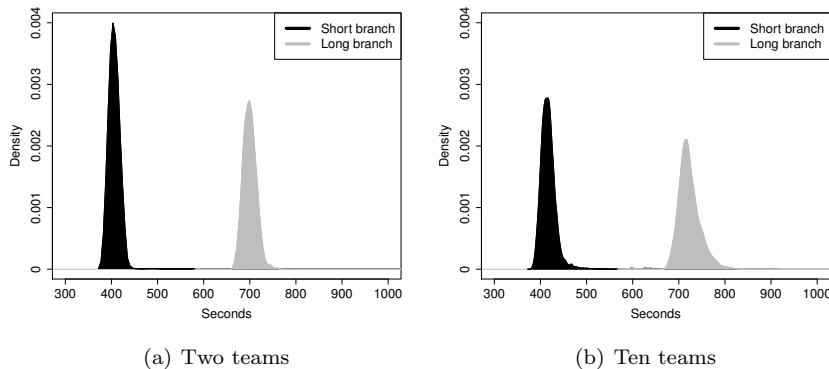 0.004
0.003
0.002
0.001
0
Density
Short branch
Long branch
300 400 500 600 700 800 900 1000
Seconds
(a) Two teams
0.004
0.003
0.002
0.001
0
Density
Short branch
Long branch
300 400 500 600 700 800 900 1000
Seconds
(b) Ten teams